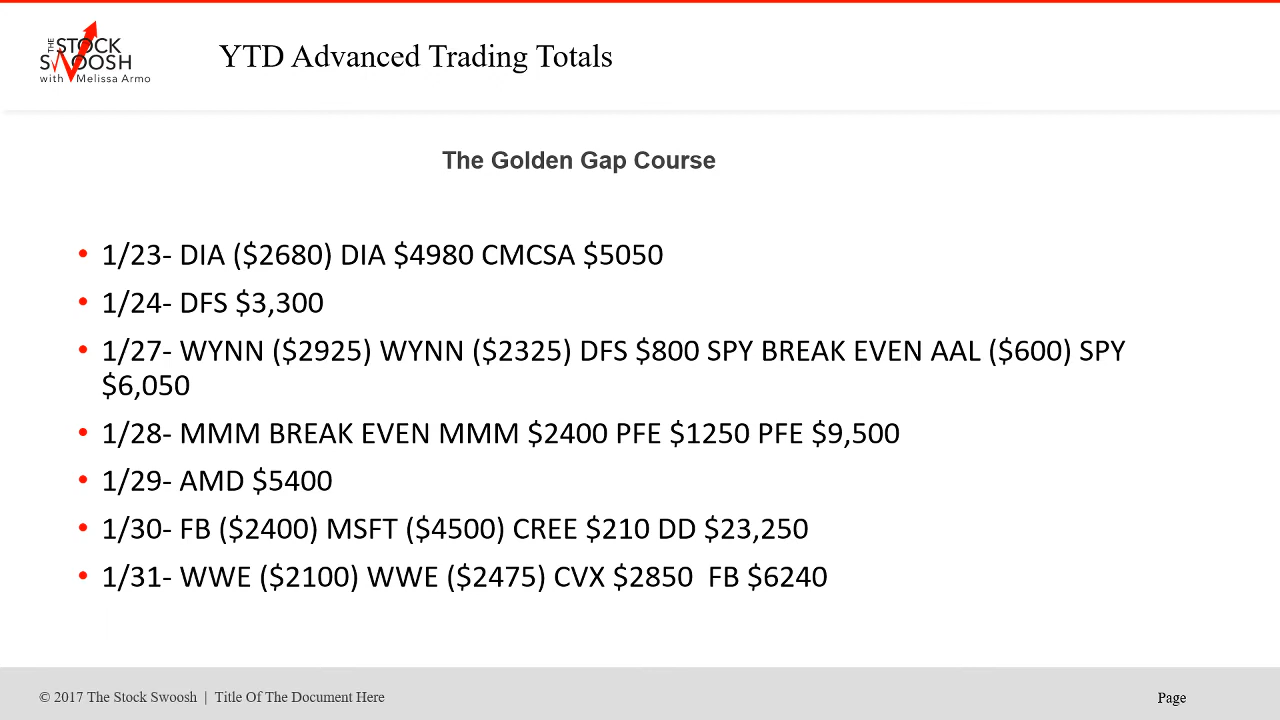 THE STOCK
SWOOSH
with Melissa Armo
YTD Advanced Trading Totals
The Golden Gap Course
• 1/23- DIA ($2680) DIA $4980 CMCSA $5050
• 1/24- DFS $3,300
• 1/27- WYNN ($2925) WYNN ($2325) DFS $800 SPY BREAK EVEN AAL ($600) SPY
$6,050
• 1/28- MMM BREAK EVEN MMM $2400 PFE $1250 PFE $9,500
• 1/29- AMD $5400
• 1/30- FB ($2400) MSFT ($4500) CREE $210 DD $23,250
• 1/31- WWE ($2100) WWE ($2475) CVX $2850  FB $6240
© 2017 The Stock Swoosh | Title Of The Document Here
Page